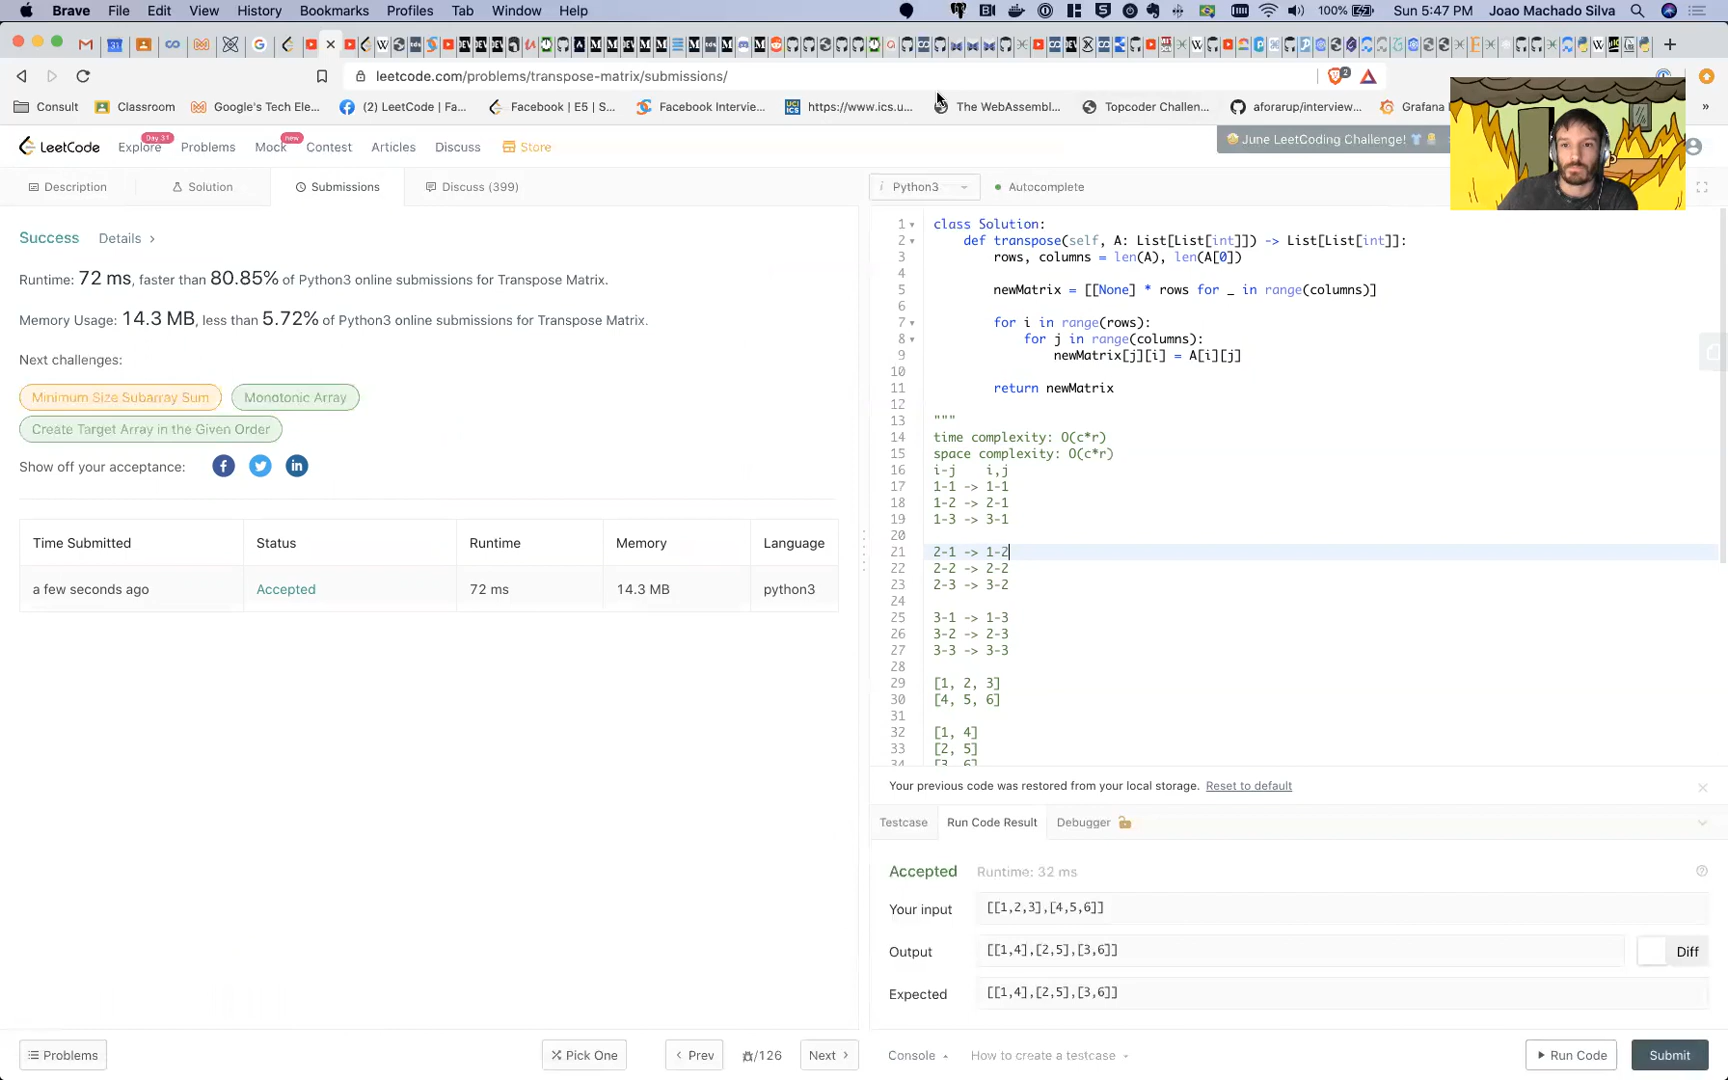 Brave File Edit View History Bookmarks Profiles Tab Window Help 100% Sun 5:47 PM Joao Machado Silva
leetcode.com/problems/transpose-matrix/submissions/ 2
Consult Classroom Google's Tech Ele... (2) LeetCode | Fa... Facebook | E5 | S... Facebook Intervie... https://www.ics.u... The WebAssembl... Topcoder Challen... aforarup/interview... Grafana
LeetCode Explore Day 31 Problems Mock new Contest Articles Discuss Store June LeetCoding Challenge!
Description Solution Submissions Discuss (399)
Success Details >
Runtime: 72 ms, faster than 80.85% of Python3 online submissions for Transpose Matrix.
Memory Usage: 14.3 MB, less than 5.72% of Python3 online submissions for Transpose Matrix.
Next challenges:
Minimum Size Subarray Sum Monotonic Array
Create Target Array in the Given Order
Show off your acceptance:
Time Submitted Status Runtime Memory Language
a few seconds ago Accepted 72 ms 14.3 MB python3
Problems Pick One < Prev /126 Next >
i Python3 Autocomplete
1 class Solution:
2 def transpose(self, A: List[List[int]]) -> List[List[int]]:
3 rows, columns = len(A), len(A[0])
4
5 newMatrix = [[None] * rows for _ in range(columns)]
6
7 for i in range(rows):
8 for j in range(columns):
9 newMatrix[j][i] = A[i][j]
10
11 return newMatrix
12
13 """
14 time complexity: O(c*r)
15 space complexity: O(c*r)
16 i-j i,j
17 1-1 -> 1-1
18 1-2 -> 2-1
19 1-3 -> 3-1
20
21 2-1 -> 1-2
22 2-2 -> 2-2
23 2-3 -> 3-2
24
25 3-1 -> 1-3
26 3-2 -> 2-3
27 3-3 -> 3-3
28
29 [1, 2, 3]
30 [4, 5, 6]
31
32 [1, 4]
33 [2, 5]
34 [3, 6]
Your previous code was restored from your local storage. Reset to default
Testcase Run Code Result Debugger
Accepted Runtime: 32 ms
Your input [[1,2,3],[4,5,6]]
Output [[1,4],[2,5],[3,6]] Diff
Expected [[1,4],[2,5],[3,6]]
Console How to create a testcase Run Code Submit